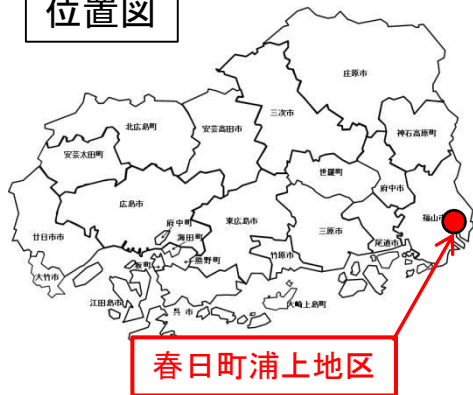 位置図
庄原市
三次市
北広島町
安芸高田市
神石高原町
安芸太田町
世羅町
府中市
広島市
福山市
府中町
東広島市
三原市
海田町
尾道市
廿日市市
熊野町
竹原市
坂町
大竹市
江田島市
大崎上島町
呉市
春日町浦上地区